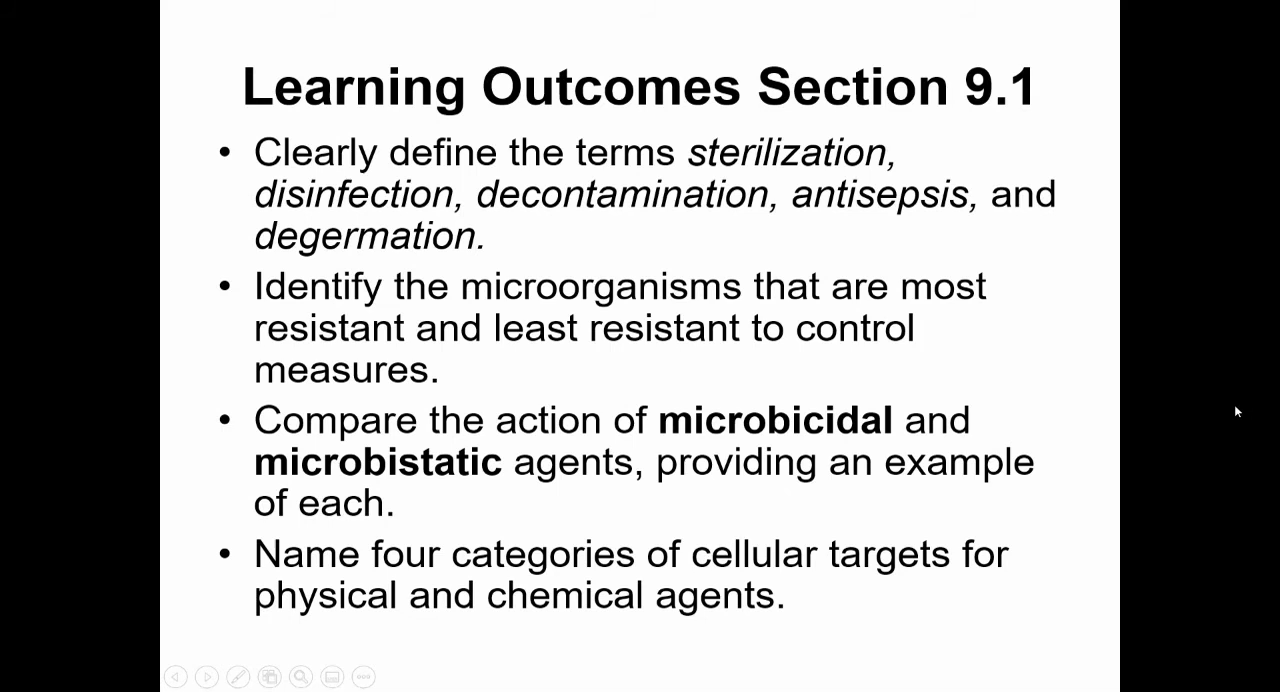 Learning Outcomes Section 9.1
• Clearly define the terms sterilization,
disinfection, decontamination, antisepsis, and
degermation.
• Identify the microorganisms that are most
resistant and least resistant to control
measures.
• Compare the action of microbicidal and
microbistatic agents, providing an example
of each.
• Name four categories of cellular targets for
physical and chemical agents.